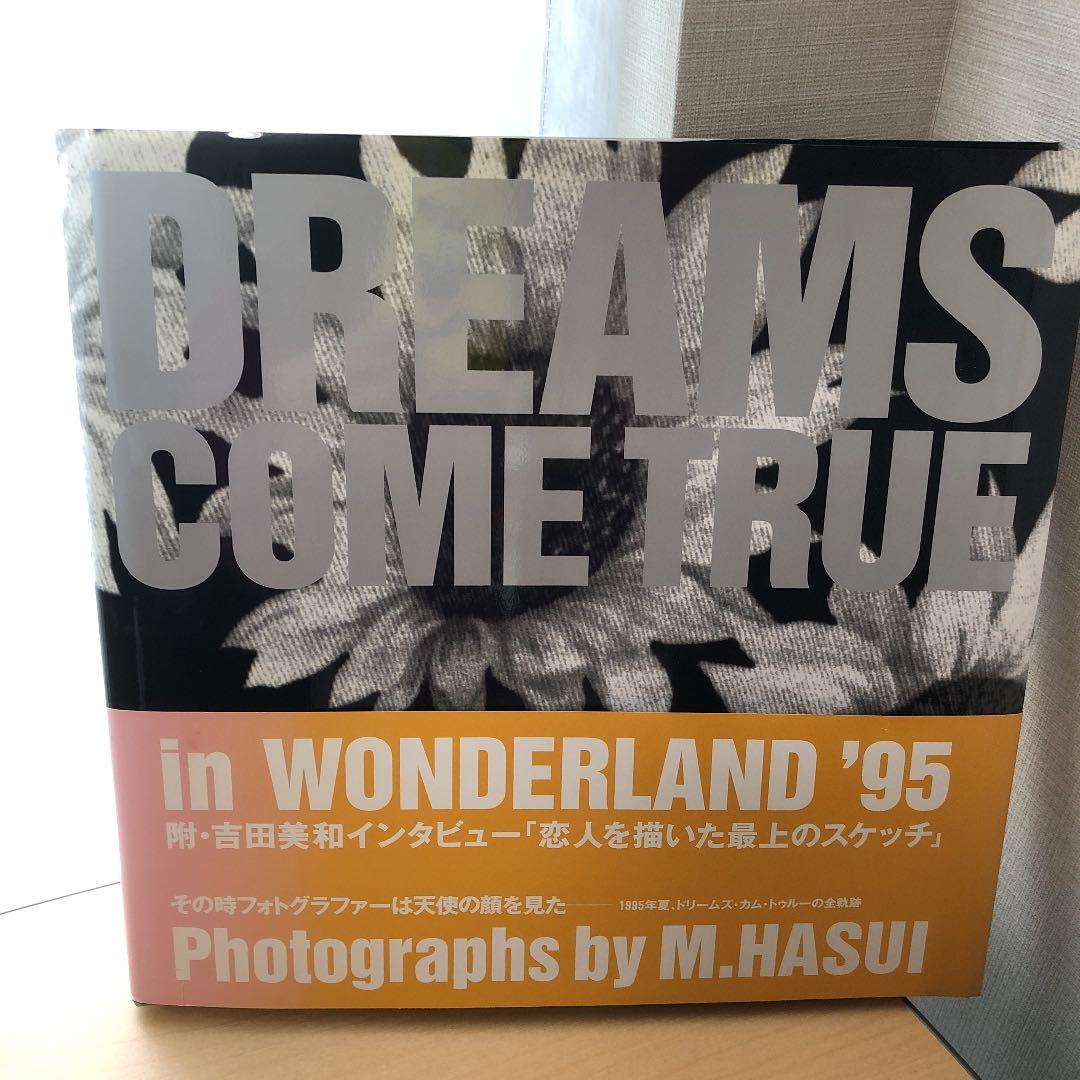 DREAMS
COME TRUE
in WONDERLAND ’95
附・吉田美和インタビュー「恋人を描いた最上のスケッチ」
その時フォトグラファーは天使の顔を見た――1995年夏、ドリームズ・カム・トゥルーの全軌跡
Photographs by M.HASUI